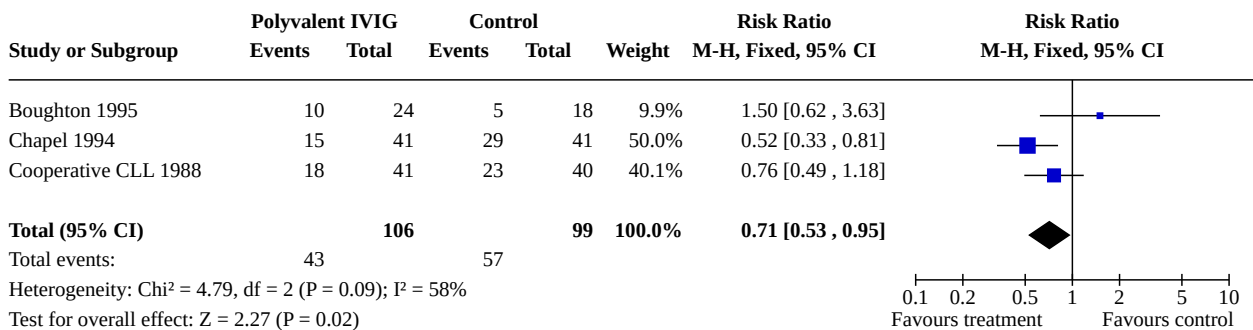 Polyvalent IVIG Control Risk Ratio Risk Ratio
Study or Subgroup Events Total Events Total Weight M-H, Fixed, 95% CI M-H, Fixed, 95% CI
Boughton 1995 10 24 5 18 9.9% 1.50 [0.62 , 3.63]
Chapel 1994 15 41 29 41 50.0% 0.52 [0.33 , 0.81]
Cooperative CLL 1988 18 41 23 40 40.1% 0.76 [0.49 , 1.18]
Total (95% CI) 106 99 100.0% 0.71 [0.53 , 0.95]
Total events: 43 57
Heterogeneity: Chi² = 4.79, df = 2 (P = 0.09); I² = 58%
0.1 0.2 0.5 1 2 5 10
Test for overall effect: Z = 2.27 (P = 0.02) Favours treatment Favours control